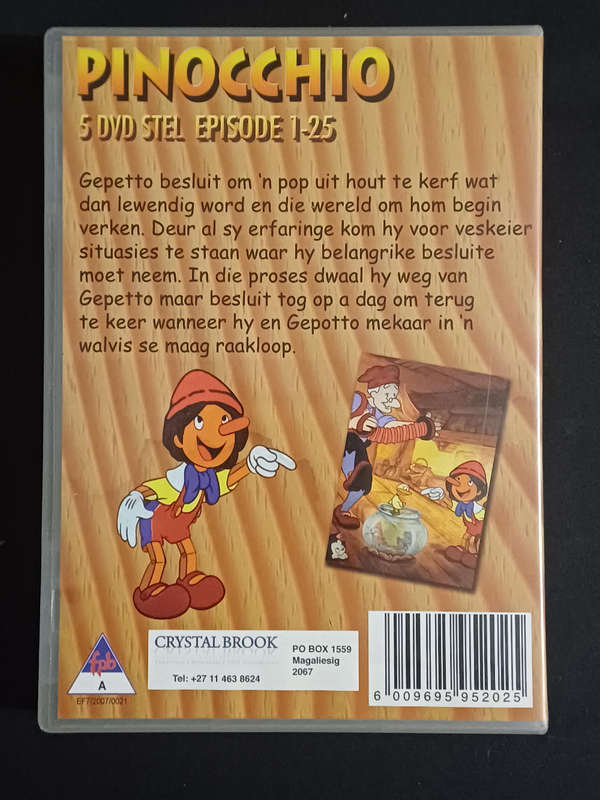 PINOCCHIO
5 DVD STEL EPISODE 1-25
Gepetto besluit om 'n pop uit hout te kerf wat
dan lewendig word en die wereld om hom begin
verken. Deur al sy erfaringe kom hy voor veskeier
situasies te staan waar hy belangrike besluite
moet neem. In die proses dwaal hy weg van
Gepetto maar besluit tog op a dag om terug
te keer wanneer hy en Gepotto mekaar in 'n
walvis se maag raakloop.
fpb
A
EF7/2007/0021
CRYSTAL BROOK
Tel: +27 11 463 8624
PO BOX 1559
Magaliesig
2067
6 009695 952025